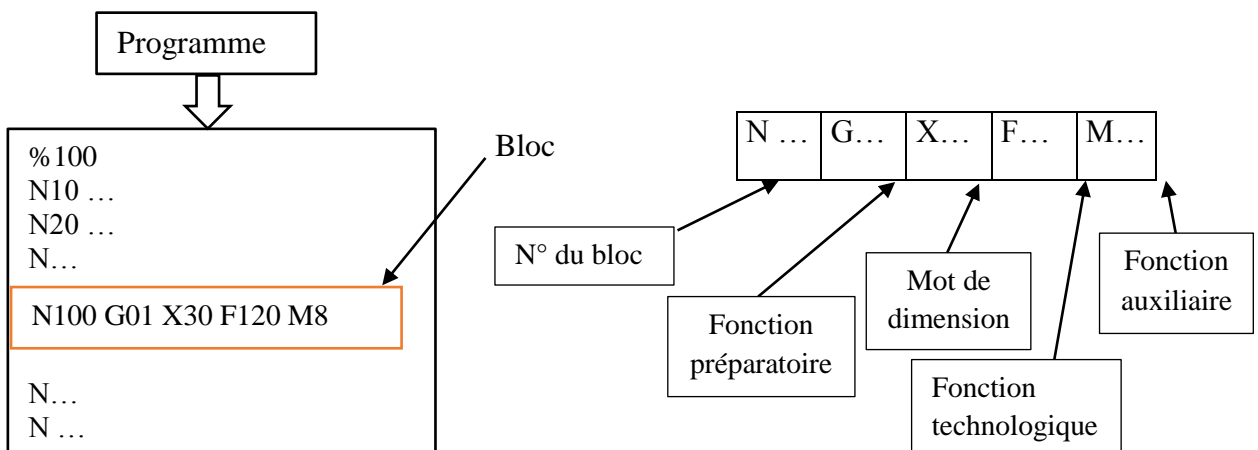 Programme
%100
N10 …
N20 …
N…
N100 G01 X30 F120 M8
N…
N …
Bloc
N … G… X… F… M…
N° du bloc
Fonction
préparatoire
Mot de
dimension
Fonction
technologique
Fonction
auxiliaire